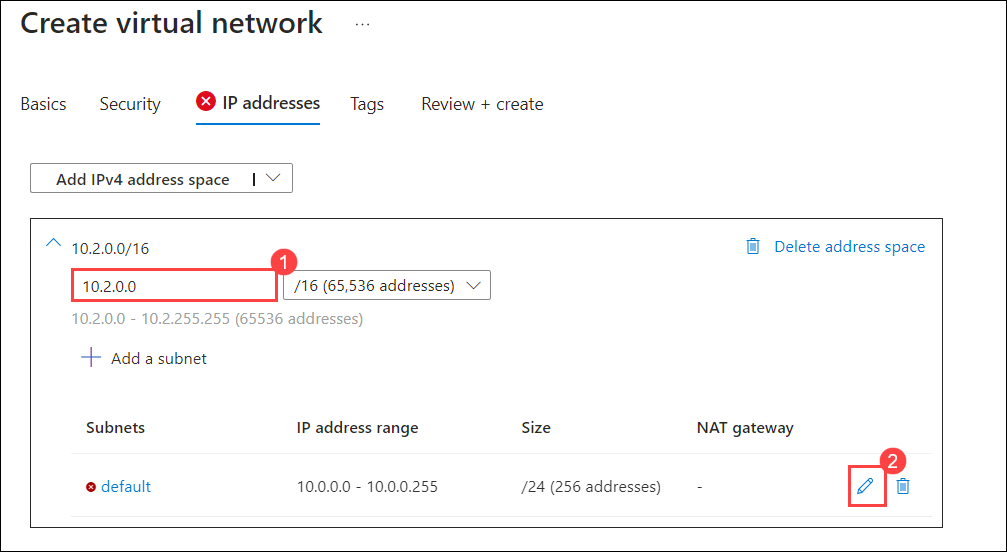 Create virtual network ...
Basics Security IP addresses Tags Review + create
Add IPv4 address space
10.2.0.0/16 Delete address space
1
10.2.0.0 /16 (65,536 addresses)
10.2.0.0 - 10.2.255.255 (65536 addresses)
Add a subnet
Subnets IP address range Size NAT gateway
2
default 10.0.0.0 - 10.0.0.255 /24 (256 addresses) -